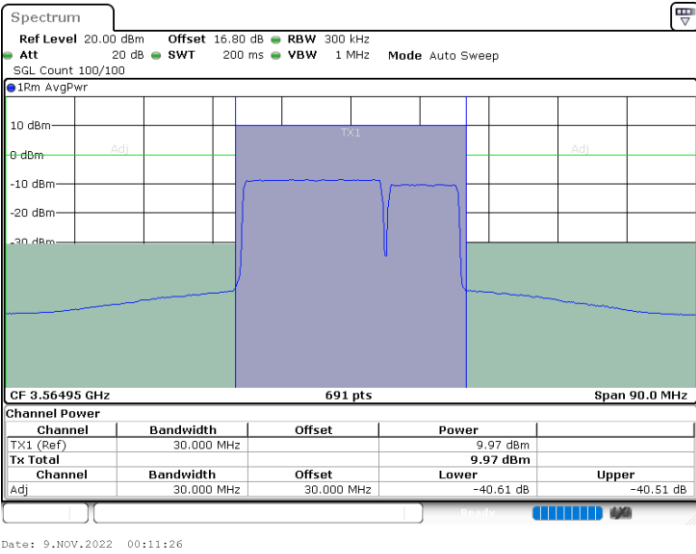 Spectrum
Ref Level 20.00 dBm Offset 16.80 dB RBW 300 kHz
Att 20 dB SWT 200 ms VBW 1 MHz Mode Auto Sweep
SGL Count 100/100
1Rm AvgPwr
10 dBm
TX1
Adj Adj
0 dBm
-10 dBm
-20 dBm
-30 dBm
CF 3.56495 GHz 691 pts Span 90.0 MHz
Channel Power
Channel Bandwidth Offset Power
TX1 (Ref) 30.000 MHz 9.97 dBm
Tx Total 9.97 dBm
Channel Bandwidth Offset Lower Upper
Adj 30.000 MHz 30.000 MHz -40.61 dB -40.51 dB
Ready
Date: 9.NOV.2022 00:11:26